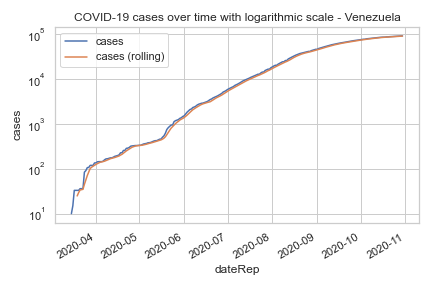 COVID-19 cases over time with logarithmic scale - Venezuela
cases
cases (rolling)
10⁵
10⁴
10³
10²
10¹
cases
2020-04
2020-05
2020-06
2020-07
2020-08
2020-09
2020-10
2020-11
dateRep